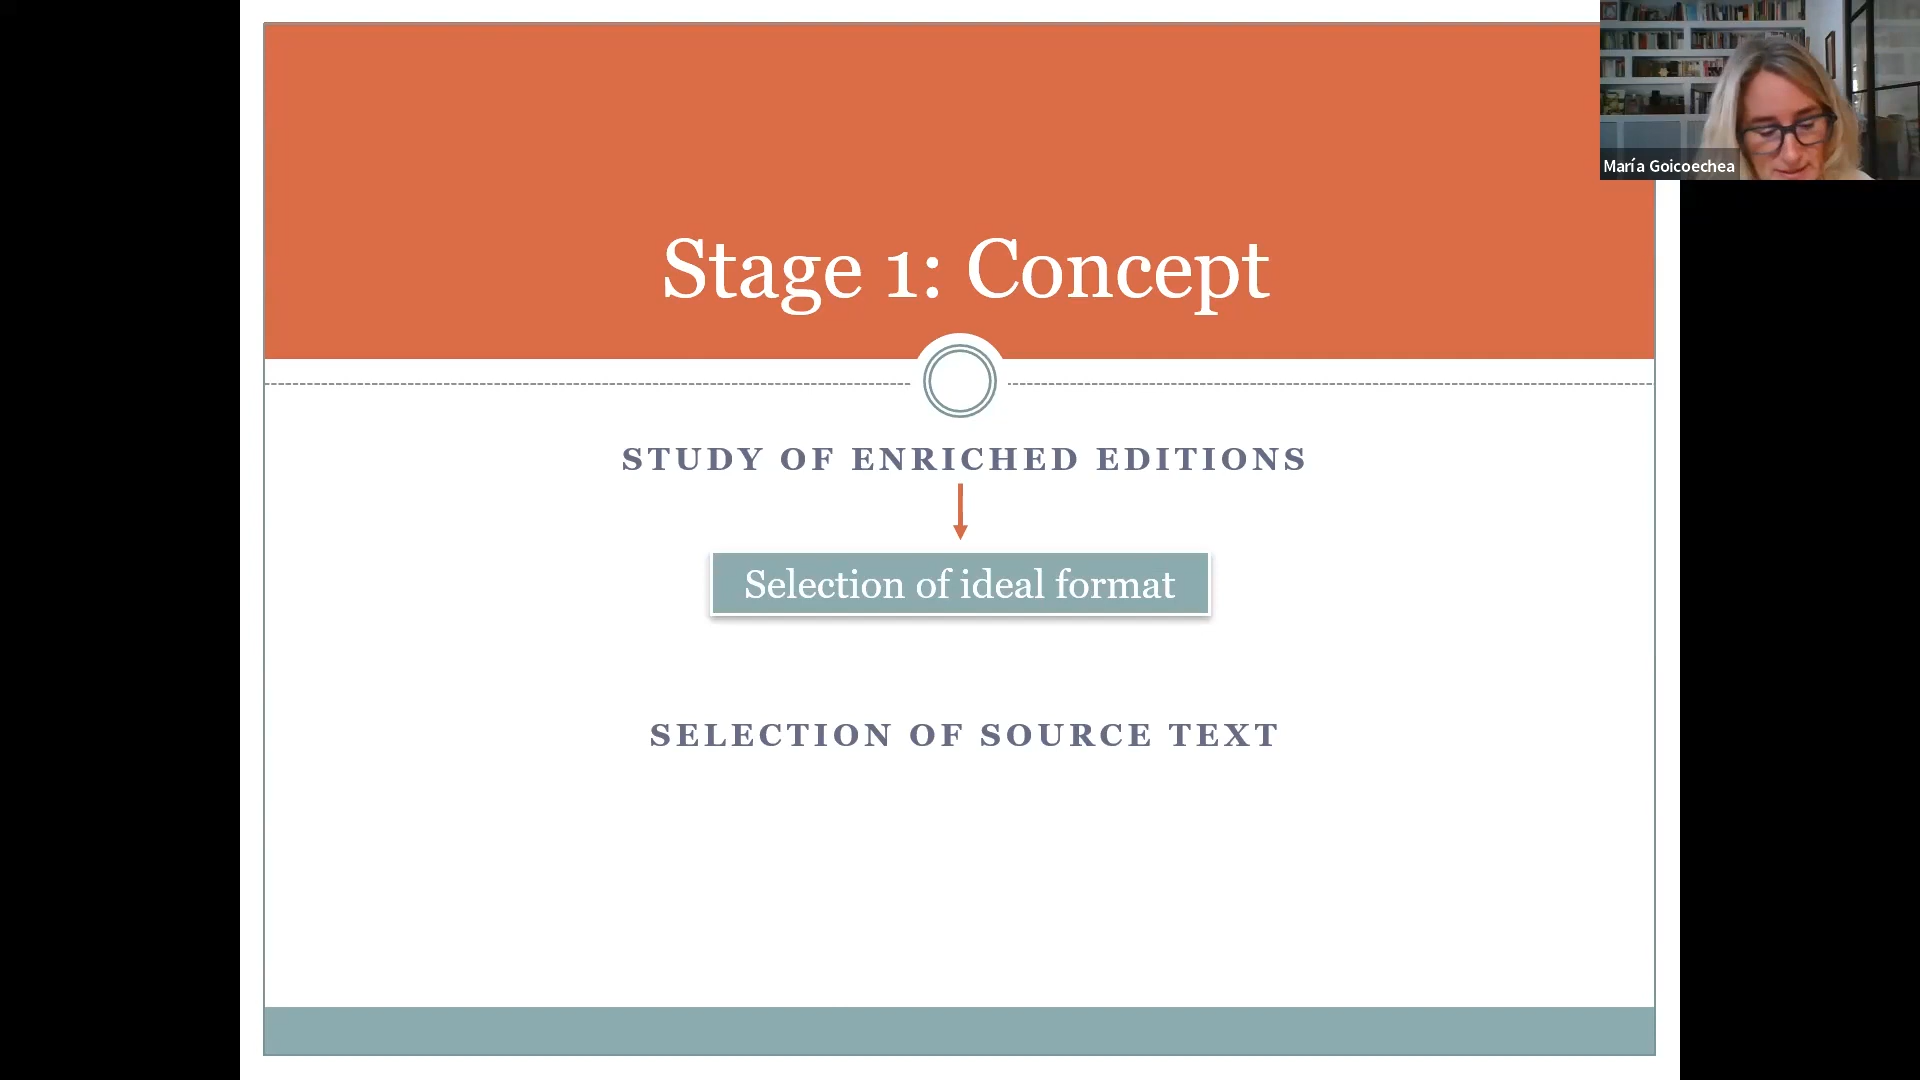 Stage 1: Concept
STUDY OF ENRICHED EDITIONS
Selection of ideal format
SELECTION OF SOURCE TEXT
María Goicoechea